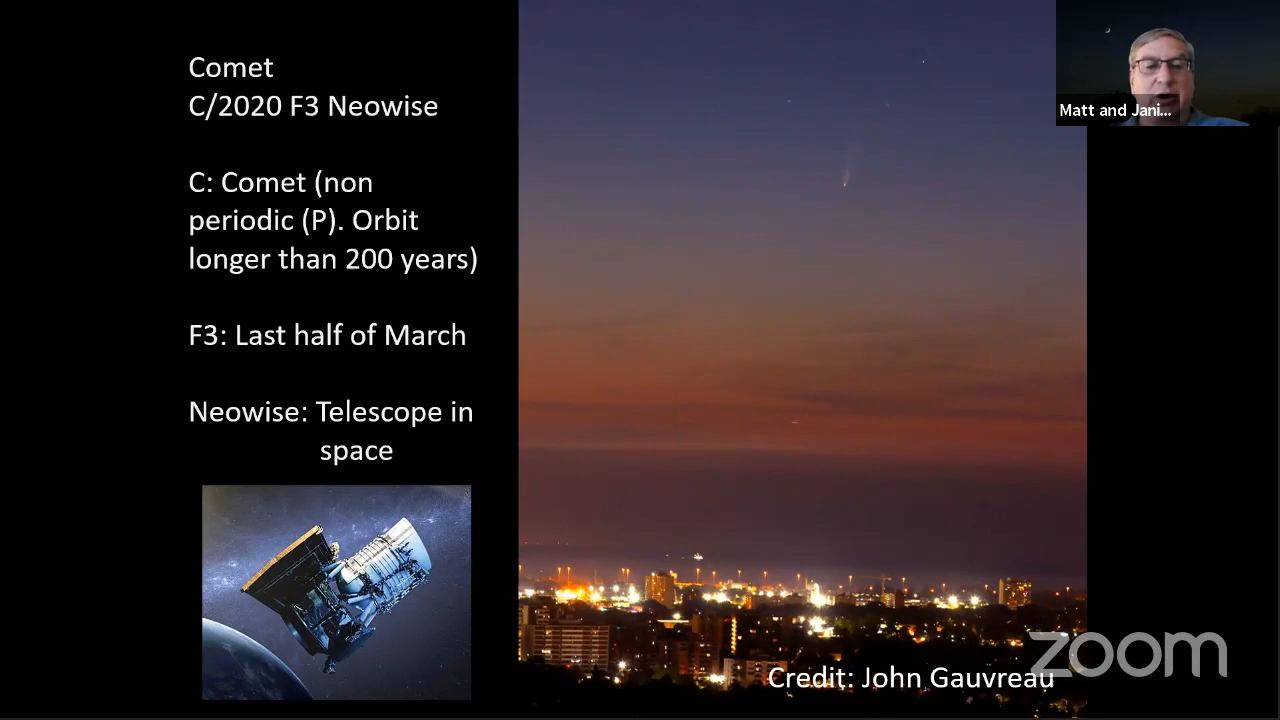 Comet
C/2020 F3 Neowise
C: Comet (non
periodic (P). Orbit
longer than 200 years)
F3: Last half of March
Neowise: Telescope in
space
Matt and Jani...
Credit: John Gauvreau
zoom